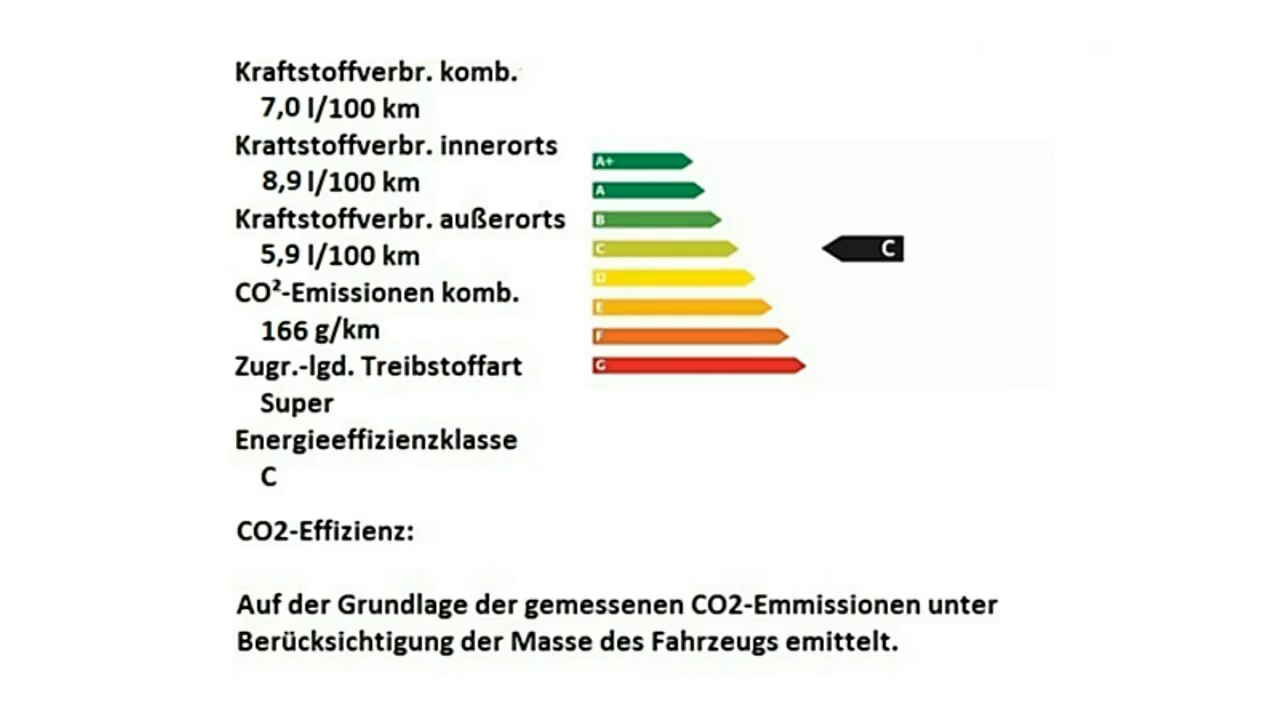 Kraftstoffverbr. komb.
7,0 l/100 km
Krattstoffverbr. innerorts
8,9 l/100 km
Kraftstoffverbr. außerorts
5,9 l/100 km
CO²-Emissionen komb.
166 g/km
Zugr.-lgd. Treibstoffart
Super
Energieeffizienzklasse
C
A+
A
B
C
C
D
E
F
G
CO2-Effizienz:
Auf der Grundlage der gemessenen CO2-Emmissionen unter
Berücksichtigung der Masse des Fahrzeugs emittelt.